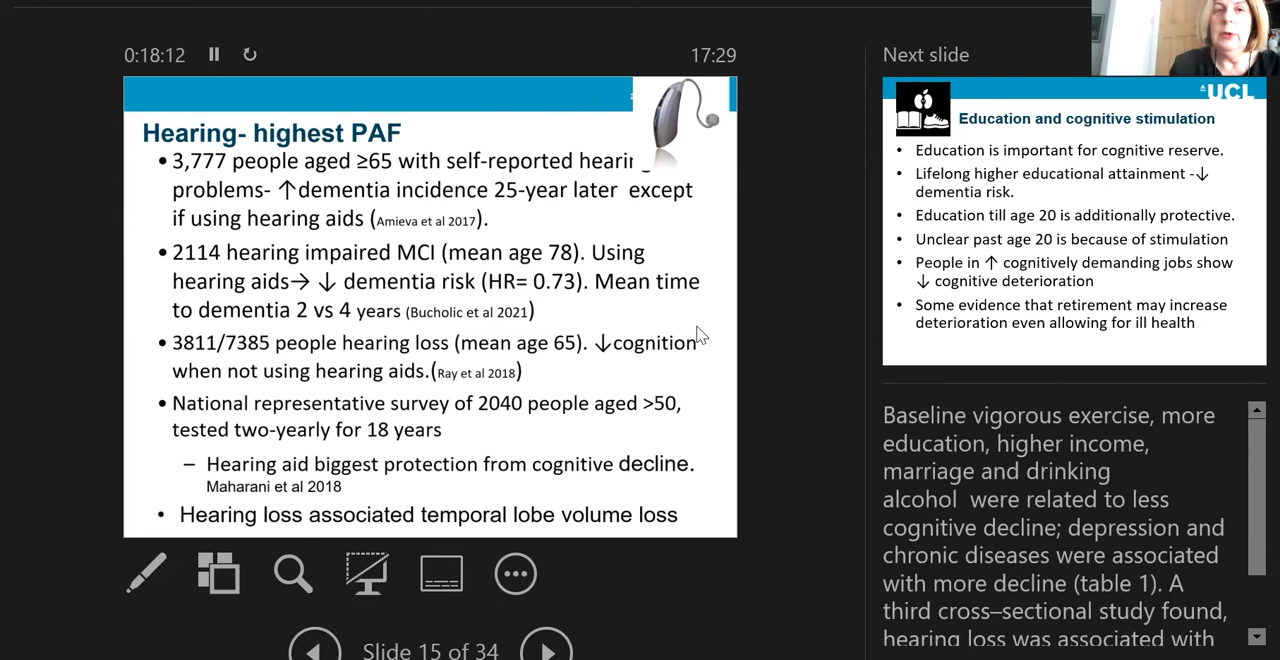 0:18:12
17:29
Hearing- highest PAF
• 3,777 people aged ≥65 with self-reported
problems- ↑dementia incidence 25-year later except
if using hearing aids (Amieva et al 2017).
• 2114 hearing impaired MCI (mean age 78). Using
hearing aids→ ↓ dementia risk (HR= 0.73). Mean time
to dementia 2 vs 4 years (Bucholic et al 2021)
• 3811/7385 people hearing loss (mean age 65). ↓cognition
when not using hearing aids.(Ray et al 2018)
• National representative survey of 2040 people aged >50,
tested two-yearly for 18 years
– Hearing aid biggest protection from cognitive decline.
Maharani et al 2018
• Hearing loss associated temporal lobe volume loss
Slide 15 of 34
Next slide
UCL
Education and cognitive stimulation
• Education is important for cognitive reserve.
• Lifelong higher educational attainment -↓
dementia risk.
• Education till age 20 is additionally protective.
• Unclear past age 20 is because of stimulation
• People in ↑ cognitively demanding jobs show
↓ cognitive deterioration
• Some evidence that retirement may increase
deterioration even allowing for ill health
Baseline vigorous exercise, more
education, higher income,
marriage and drinking
alcohol were related to less
cognitive decline; depression and
chronic diseases were associated
with more decline (table 1). A
third cross–sectional study found,
hearing loss was associated with